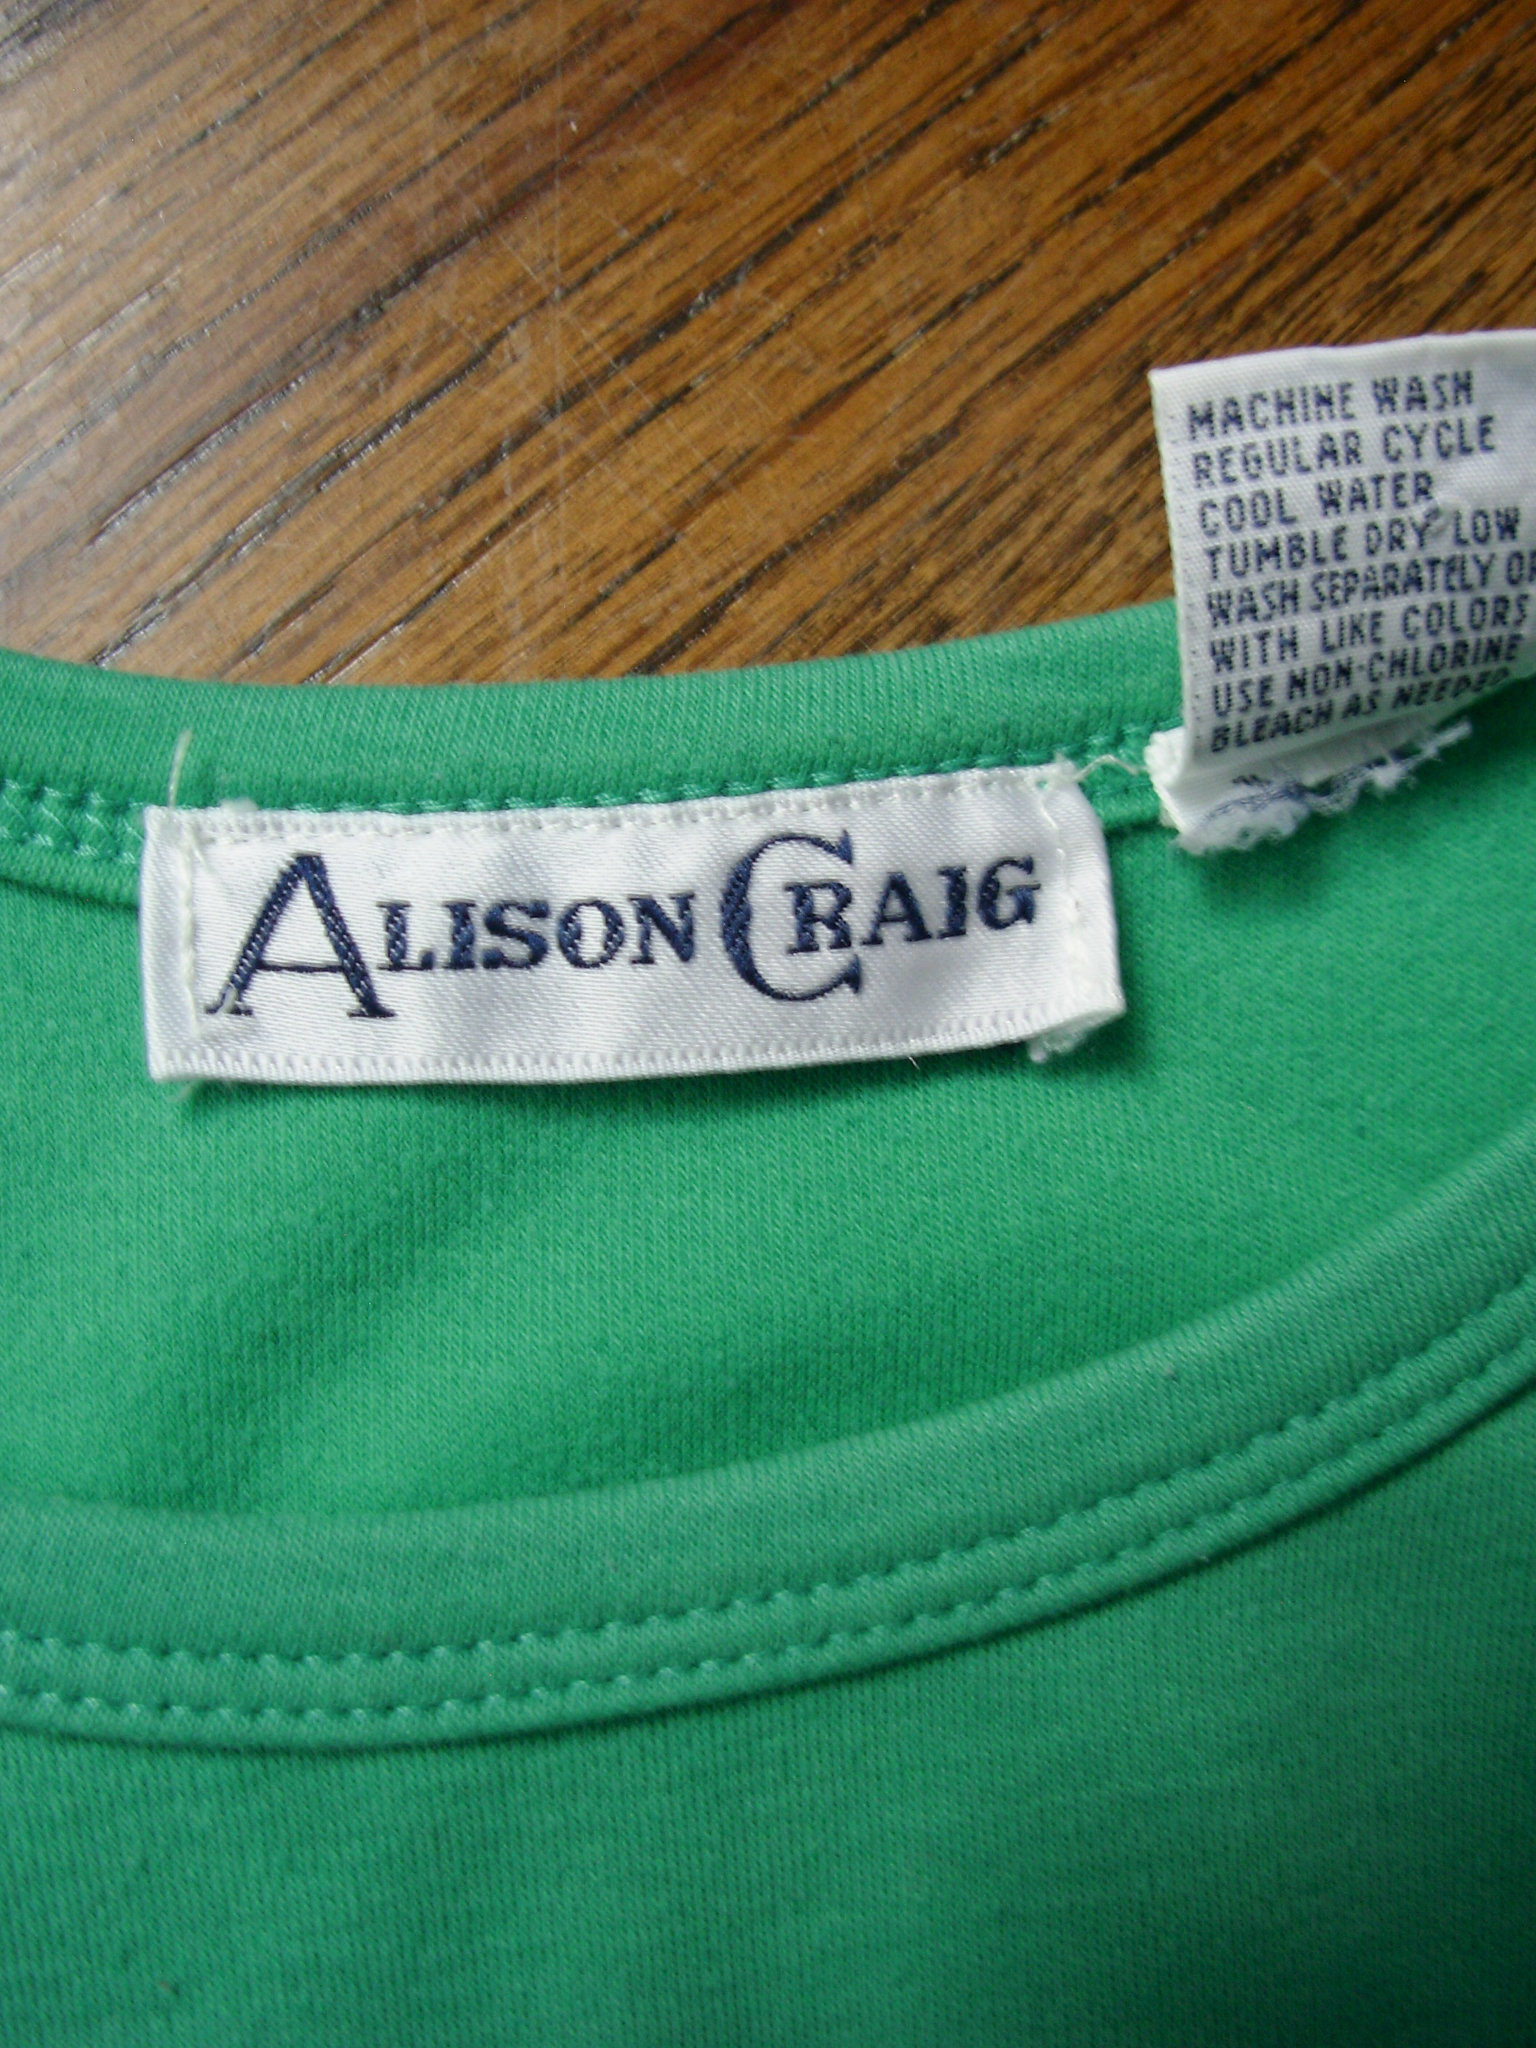 ALISON CRAIG
MACHINE WASH
REGULAR CYCLE
COOL WATER
TUMBLE DRY LOW
WASH SEPARATELY
WITH LIKE COLORS
USE NON-CHLORINE
BLEACH AS NEEDED